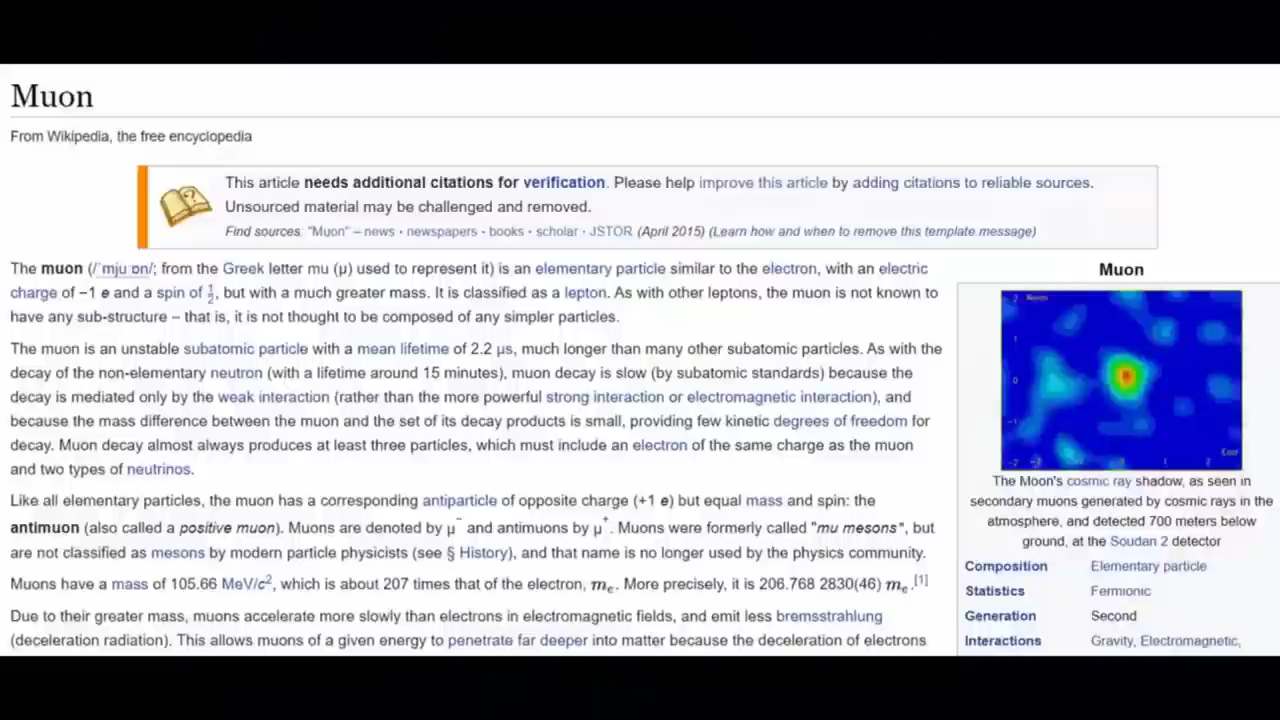 Muon
From Wikipedia, the free encyclopedia
This article needs additional citations for verification. Please help improve this article by adding citations to reliable sources.
Unsourced material may be challenged and removed.
Find sources: "Muon" – news · newspapers · books · scholar · JSTOR (April 2015) (Learn how and when to remove this template message)
The muon (/ˈmjuːɒn/; from the Greek letter mu (μ) used to represent it) is an elementary particle similar to the electron, with an electric
charge of −1 e and a spin of 1/2, but with a much greater mass. It is classified as a lepton. As with other leptons, the muon is not known to
have any sub-structure – that is, it is not thought to be composed of any simpler particles.
The muon is an unstable subatomic particle with a mean lifetime of 2.2 μs, much longer than many other subatomic particles. As with the
decay of the non-elementary neutron (with a lifetime around 15 minutes), muon decay is slow (by subatomic standards) because the
decay is mediated only by the weak interaction (rather than the more powerful strong interaction or electromagnetic interaction), and
because the mass difference between the muon and the set of its decay products is small, providing few kinetic degrees of freedom for
decay. Muon decay almost always produces at least three particles, which must include an electron of the same charge as the muon
and two types of neutrinos.
Like all elementary particles, the muon has a corresponding antiparticle of opposite charge (+1 e) but equal mass and spin: the
antimuon (also called a positive muon). Muons are denoted by μ⁻ and antimuons by μ⁺. Muons were formerly called "mu mesons", but
are not classified as mesons by modern particle physicists (see § History), and that name is no longer used by the physics community.
Muons have a mass of 105.66 MeV/c², which is about 207 times that of the electron, mₑ. More precisely, it is 206.768 2830(46) mₑ.[1]
Due to their greater mass, muons accelerate more slowly than electrons in electromagnetic fields, and emit less bremsstrahlung
(deceleration radiation). This allows muons of a given energy to penetrate far deeper into matter because the deceleration of electrons
Muon
The Moon's cosmic ray shadow, as seen in
secondary muons generated by cosmic rays in the
atmosphere, and detected 700 meters below
ground, at the Soudan 2 detector
Composition Elementary particle
Statistics Fermionic
Generation Second
Interactions Gravity, Electromagnetic,